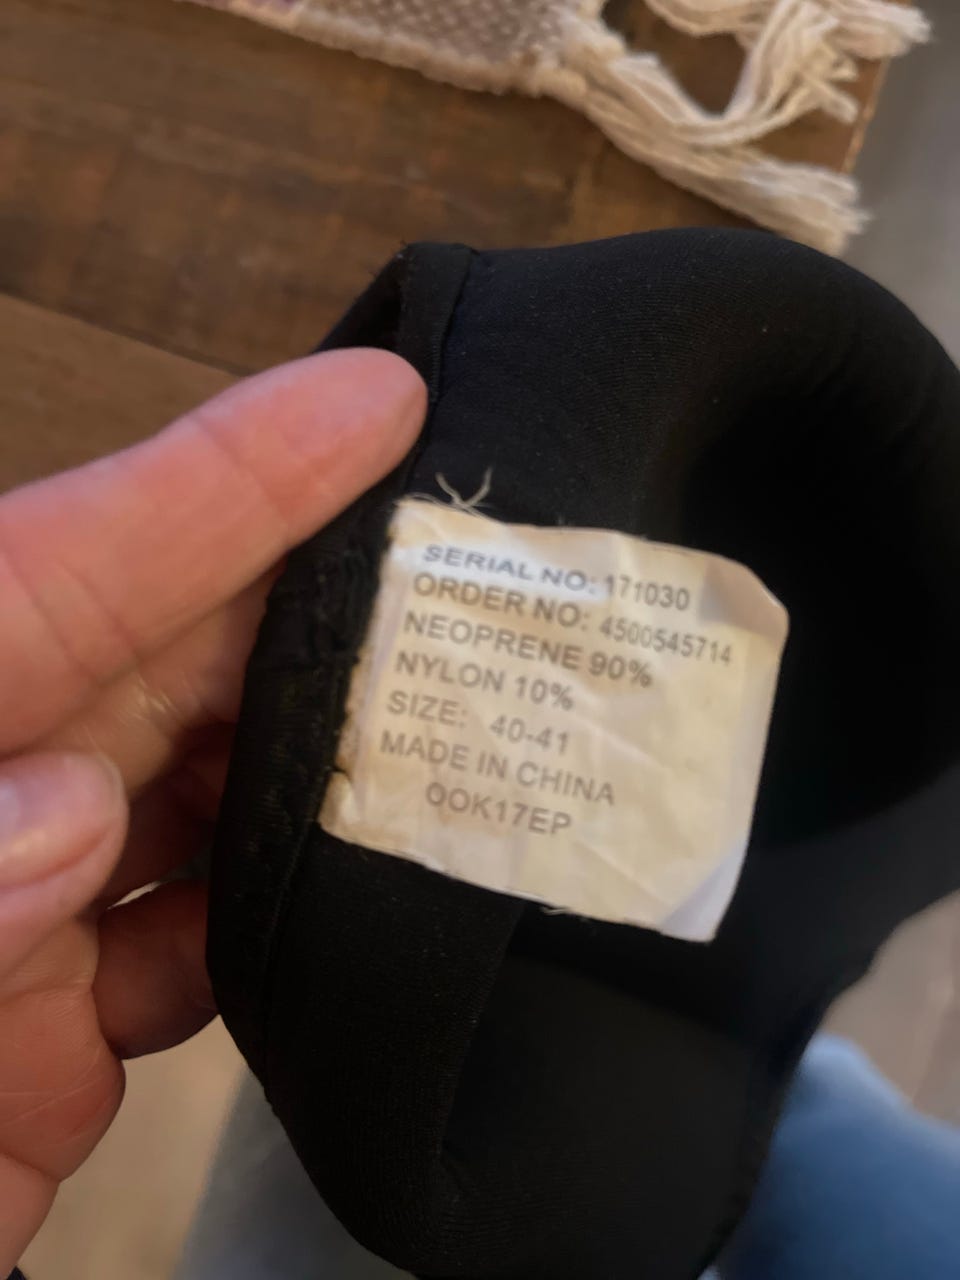 SERIAL NO: 171030
ORDER NO: 4500545714
NEOPRENE 90%
NYLON 10%
SIZE: 40-41
MADE IN CHINA
OOK17EP